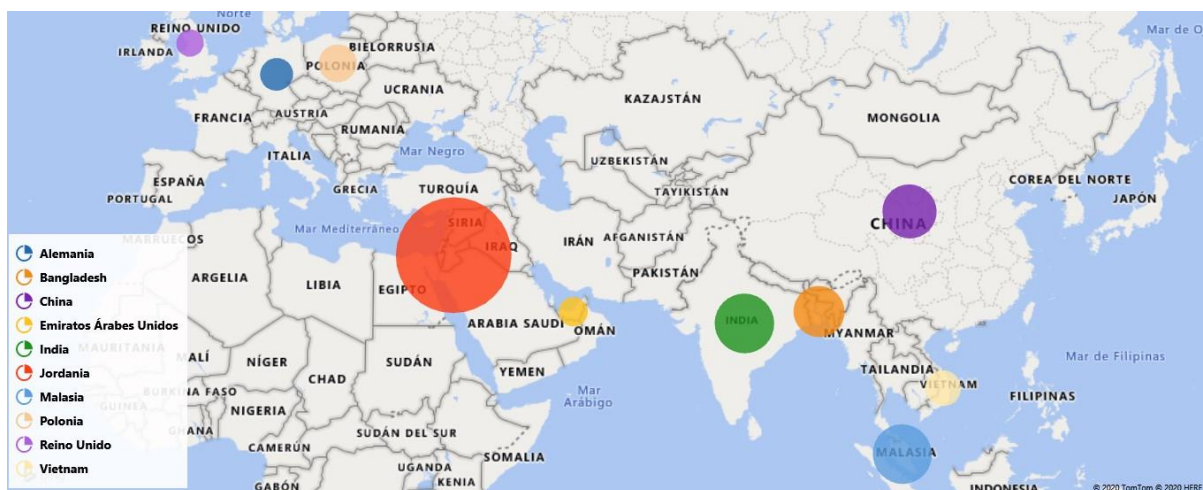 Norte
REINO UNIDO
IRLANDA
BIELORRUSIA
POLONIA
UCRANIA
FRANCIA
AUSTRIA
RUMANIA
ITALIA
Mar Negro
ESPAÑA
PORTUGAL
GRECIA
TURQUÍA
KAZAJSTÁN
MONGOLIA
UZBEKISTÁN
TAYIKISTÁN
COREA DEL NORTE
JAPÓN
Mar de O
CHINA
Mar Mediterráneo
SIRIA
IRAQ
IRÁN
AFGANISTÁN
PAKISTÁN
MARRUECOS
ARGELIA
LIBIA
EGIPTO
ARABIA SAUDÍ
OMÁN
INDIA
MYANMAR
MAURITANIA
MALÍ
NÍGER
CHAD
SUDÁN
YEMEN
Mar
Arábigo
TAILANDIA
VIETNAM
Mar de Filipinas
FILIPINAS
BURKINA FASO
GUINEA
GHANA
NIGERIA
CAMERÚN
SUDÁN DEL SUR
SOMALIA
UGANDA
KENIA
GABÓN
MALASIA
INDONESIA
Alemania
Bangladesh
China
Emiratos Árabes Unidos
India
Jordania
Malasia
Polonia
Reino Unido
Vietnam
© 2020 TomTom © 2020 HERE